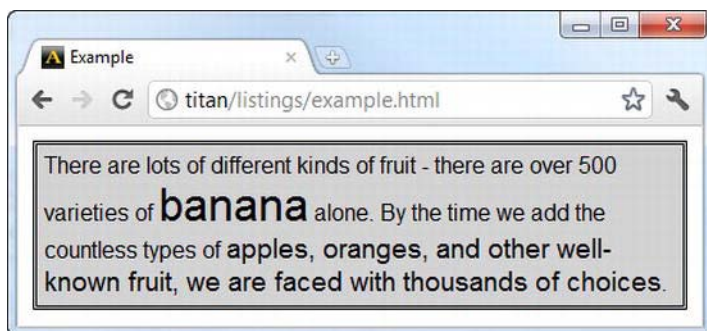 Example
titan/listings/example.html
There are lots of different kinds of fruit - there are over 500
varieties of banana alone. By the time we add the
countless types of apples, oranges, and other well-
known fruit, we are faced with thousands of choices.